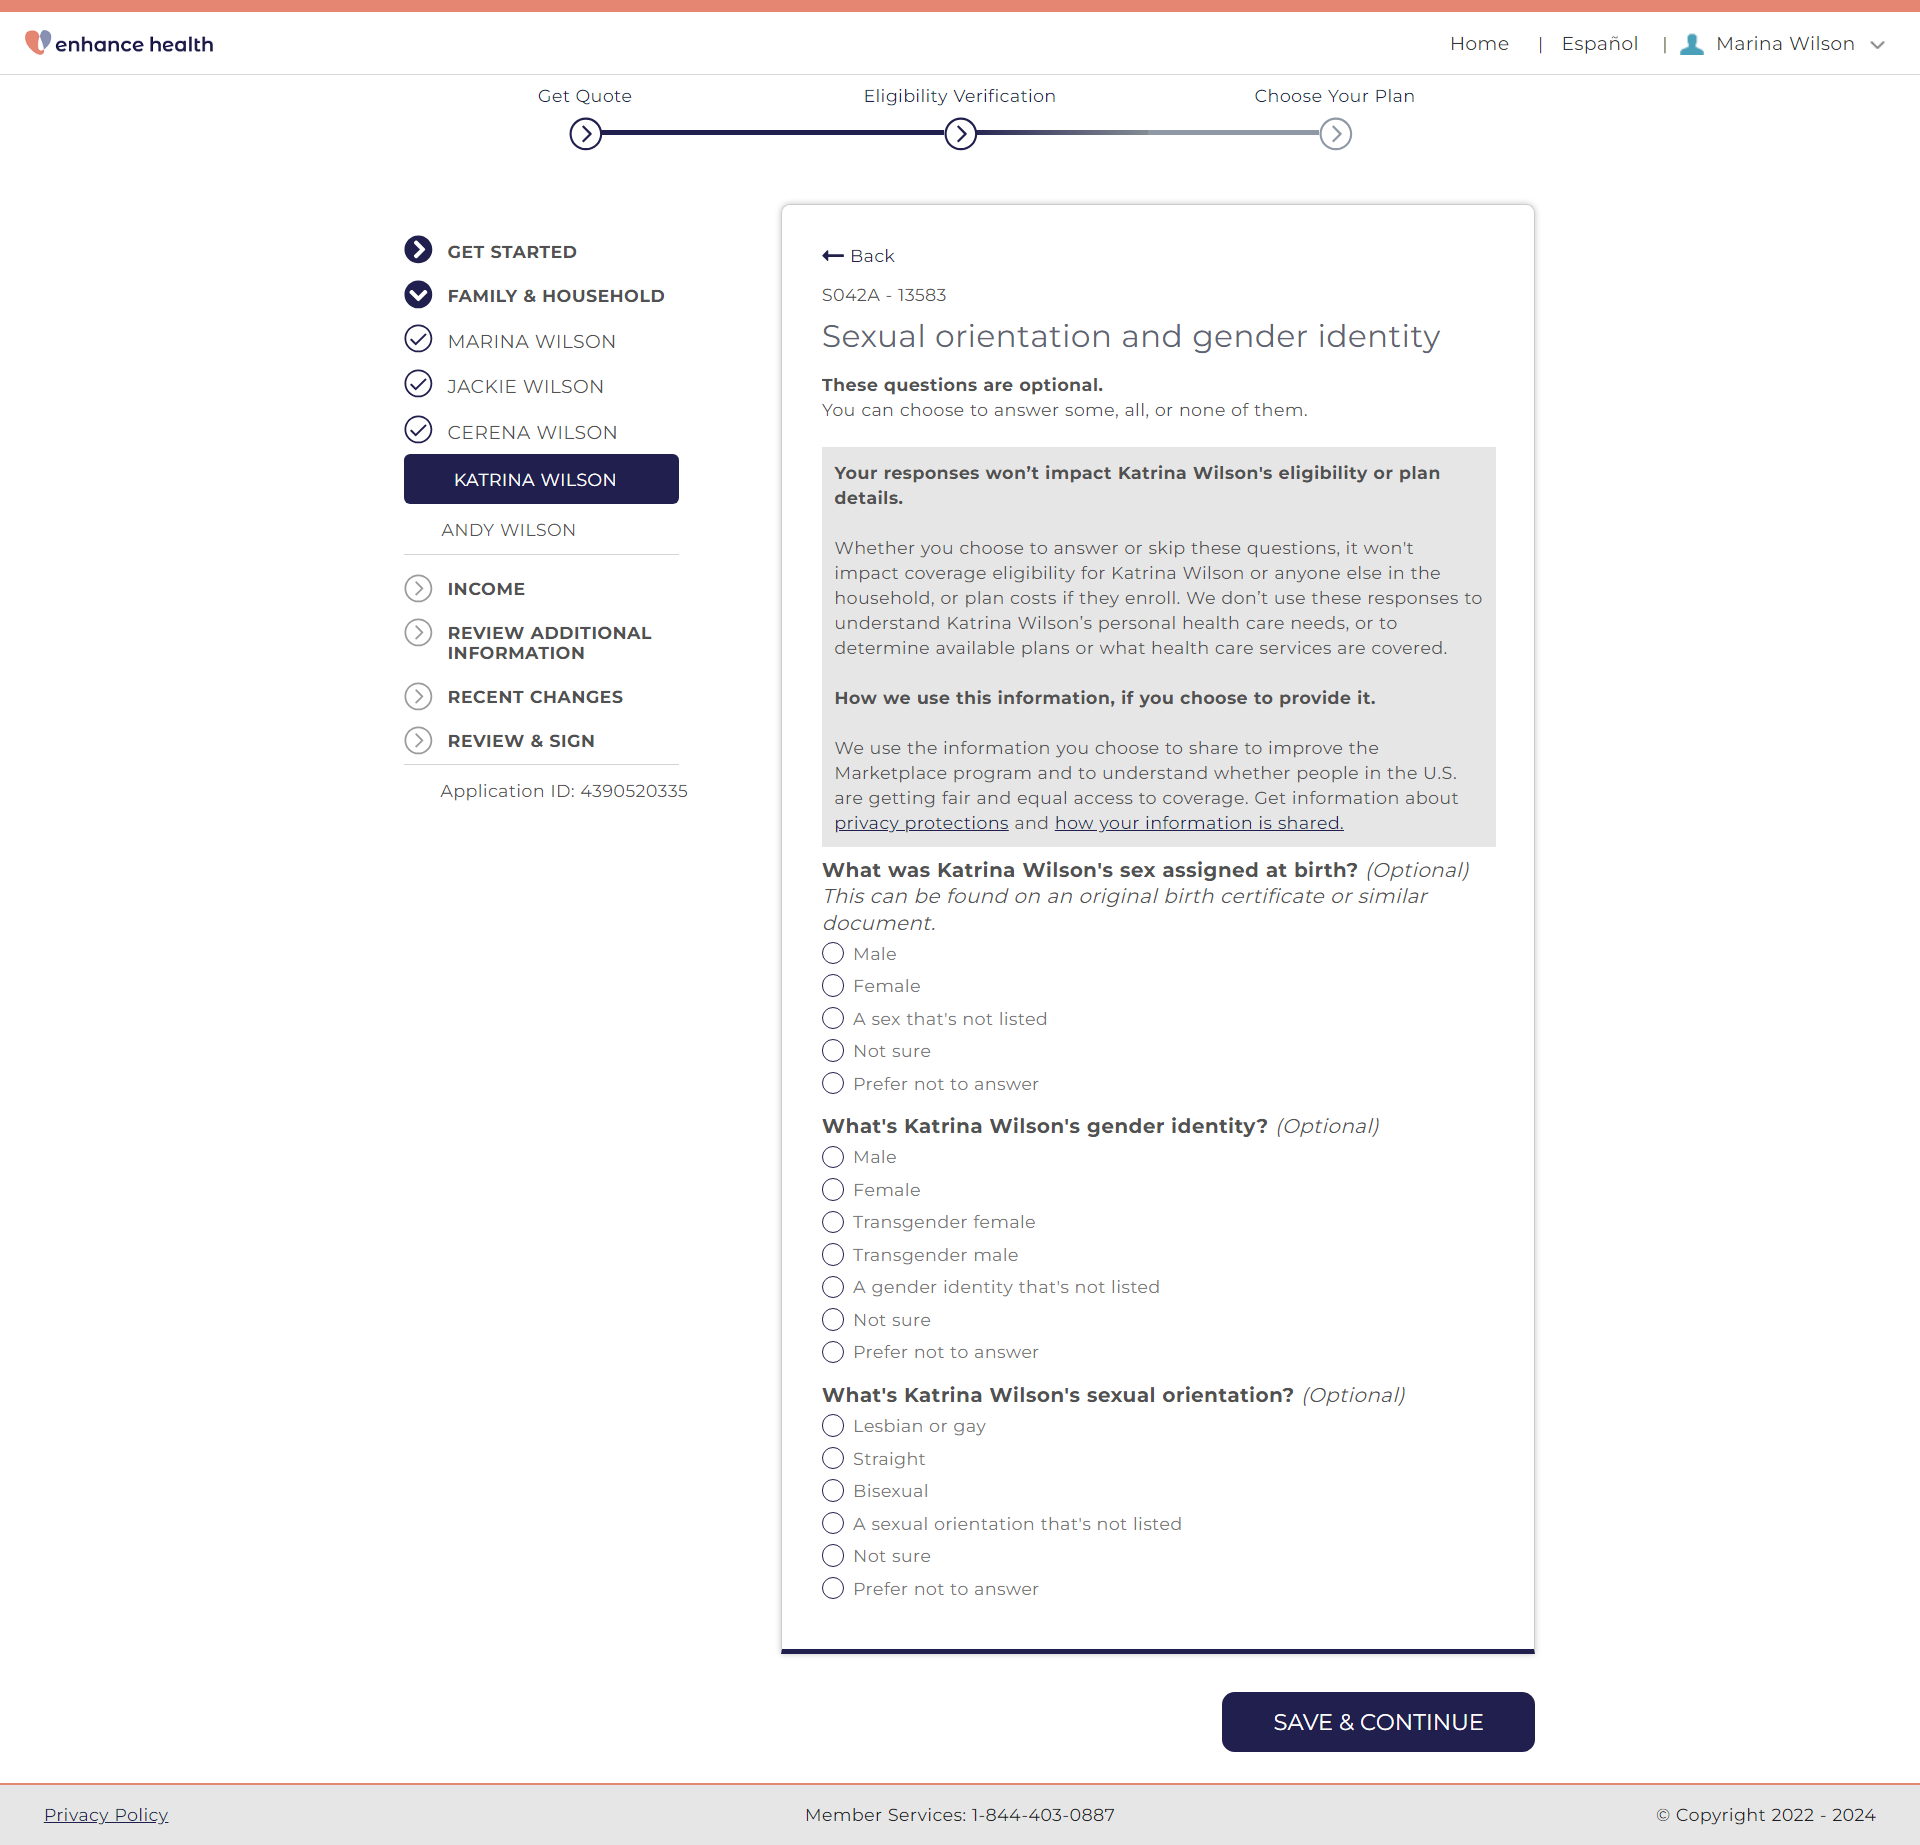 enhance health
Home | Español | Marina Wilson
Get Quote
Eligibility Verification
Choose Your Plan
GET STARTED
FAMILY & HOUSEHOLD
MARINA WILSON
JACKIE WILSON
CERENA WILSON
KATRINA WILSON
ANDY WILSON
INCOME
REVIEW ADDITIONAL
INFORMATION
RECENT CHANGES
REVIEW & SIGN
Application ID: 4390520335
Back
S042A - 13583
Sexual orientation and gender identity
These questions are optional.
You can choose to answer some, all, or none of them.
Your responses won’t impact Katrina Wilson's eligibility or plan
details.
Whether you choose to answer or skip these questions, it won't
impact coverage eligibility for Katrina Wilson or anyone else in the
household, or plan costs if they enroll. We don’t use these responses to
understand Katrina Wilson’s personal health care needs, or to
determine available plans or what health care services are covered.
How we use this information, if you choose to provide it.
We use the information you choose to share to improve the
Marketplace program and to understand whether people in the U.S.
are getting fair and equal access to coverage. Get information about
privacy protections and how your information is shared.
What was Katrina Wilson's sex assigned at birth? (Optional)
This can be found on an original birth certificate or similar
document.
Male
Female
A sex that's not listed
Not sure
Prefer not to answer
What's Katrina Wilson's gender identity? (Optional)
Male
Female
Transgender female
Transgender male
A gender identity that's not listed
Not sure
Prefer not to answer
What's Katrina Wilson's sexual orientation? (Optional)
Lesbian or gay
Straight
Bisexual
A sexual orientation that's not listed
Not sure
Prefer not to answer
SAVE & CONTINUE
Privacy Policy
Member Services: 1-844-403-0887
© Copyright 2022 - 2024